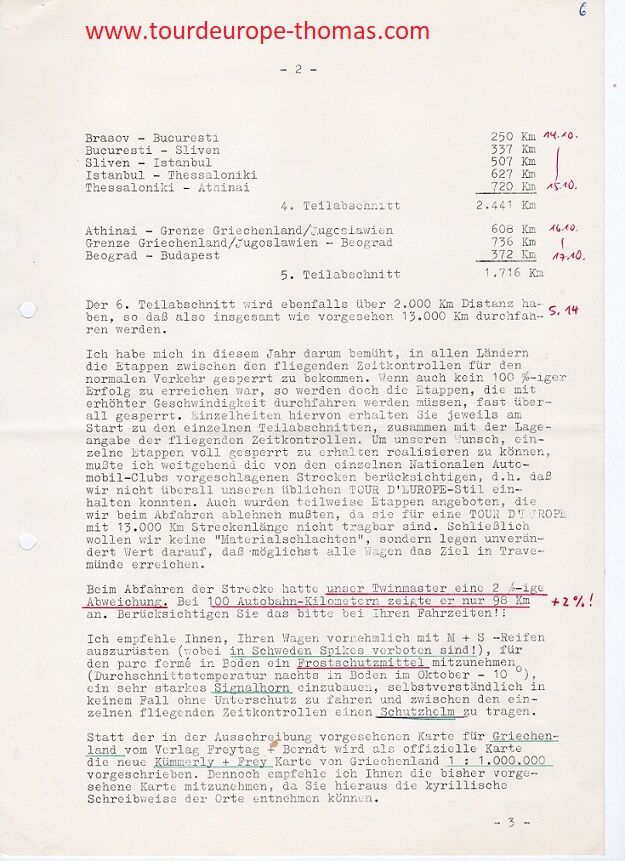 6
www.tourdeurope-thomas.com
- 2 -
Brasov - Bucuresti 250 Km 14.10.
Bucuresti - Sliven 337 Km
Sliven - Istanbul 507 Km
Istanbul - Thessaloniki 627 Km
Thessaloniki - Athinai 720 Km 15.10.
4. Teilabschnitt 2.441 Km
Athinai - Grenze Griechenland/Jugoslawien 608 Km 16.10.
Grenze Griechenland/Jugoslawien - Beograd 736 Km
Beograd - Budapest 372 Km 17.10.
5. Teilabschnitt 1.716 Km
Der 6. Teilabschnitt wird ebenfalls über 2.000 Km Distanz ha-
ben, so daß also insgesamt wie vorgesehen 13.000 Km durchfah- S. 14
ren werden.
Ich habe mich in diesem Jahr darum bemüht, in allen Ländern
die Etappen zwischen den fliegenden Zeitkontrollen für den
normalen Verkehr gesperrt zu bekommen. Wenn auch kein 100 %-iger
Erfolg zu erreichen war, so werden doch die Etappen, die mit
erhöhter Geschwindigkeit durchfahren werden müssen, fast über-
all gesperrt. Einzelheiten hiervon erhalten Sie jeweils am
Start zu den einzelnen Teilabschnitten, zusammen mit der Lage-
angabe der fliegenden Zeitkontrollen. Um unseren Wunsch, ein-
zelne Etappen voll gesperrt zu erhalten realisieren zu können,
mußte ich weitgehend die von den einzelnen Nationalen Auto-
mobil-Clubs vorgeschlagenen Strecken berücksichtigen, d.h. daß
wir nicht überall unseren üblichen TOUR D'EUROPE-Stil ein-
halten konnten. Auch wurden teilweise Etappen angeboten, die
wir beim Abfahren ablehnen mußten, da sie für eine TOUR D'EUROPE
mit 13.000 Km Streckenlänge nicht tragbar sind. Schließlich
wollen wir keine "Materialschlachten", sondern legen unverän-
dert Wert darauf, daß möglichst alle Wagen das Ziel in Trave-
münde erreichen.
Beim Abfahren der Strecke hatte unser Twinmaster eine 2 %-ige
Abweichung. Bei 100 Autobahn-Kilometern zeigte er nur 98 Km +2%!
an. Berücksichtigen Sie das bitte bei Ihren Fahrzeiten!!
Ich empfehle Ihnen, Ihren Wagen vornehmlich mit M + S -Reifen
auszurüsten (wobei in Schweden Spikes verboten sind!), für
den parc fermé in Boden ein Frostschutzmittel mitzunehmen
(Durchschnittstemperatur nachts in Boden im Oktober - 10 °),
ein sehr starkes Signalhorn einzubauen, selbstverständlich in
keinem Fall ohne Unterschutz zu fahren und zwischen den ein-
zelnen fliegenden Zeitkontrollen einen Schutzhelm zu tragen.
Statt der in der Ausschreibung vorgesehenen Karte für Griechen-
land vom Verlag Freytag + Berndt wird als offizielle Karte
die neue Kümmerly + Frey Karte von Griechenland 1 : 1.000.000
vorgeschrieben. Dennoch empfehle ich Ihnen die bisher vorge-
sehene Karte mitzunehmen, da Sie hieraus die kyrillische
Schreibweise der Orte entnehmen können.
- 3 -